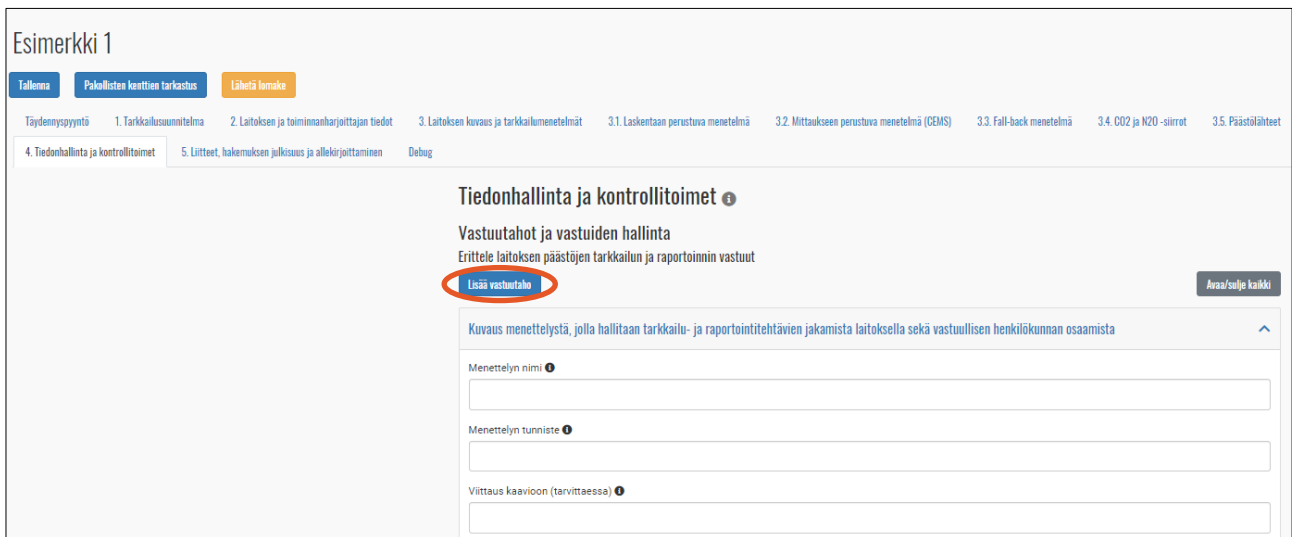 Esimerkki 1
Tallenna Pakollisten kenttien tarkastus Lähetä lomake
Täydennyspyyntö 1. Tarkkailusuunnitelma 2. Laitoksen ja toiminnanharjoittajan tiedot 3. Laitoksen kuvaus ja tarkkailumenetelmät 3.1. Laskentaan perustuva menetelmä 3.2. Mittaukseen perustuva menetelmä (CEMS) 3.3. Fall-back menetelmä 3.4. CO2 ja N2O -siirrot 3.5. Päästölähteet
4. Tiedonhallinta ja kontrollitoimet 5. Liitteet, hakemuksen julkisuus ja allekirjoittaminen Debug
Tiedonhallinta ja kontrollitoimet
Vastuutahot ja vastuiden hallinta
Erittele laitoksen päästöjen tarkkailun ja raportoinnin vastuut
Lisää vastuutaho Avaa/sulje kaikki
Kuvaus menettelystä, jolla hallitaan tarkkailu- ja raportointitehtävien jakamista laitoksella sekä vastuullisen henkilökunnan osaamista
Menettelyn nimi
Menettelyn tunniste
Viittaus kaavioon (tarvittaessa)